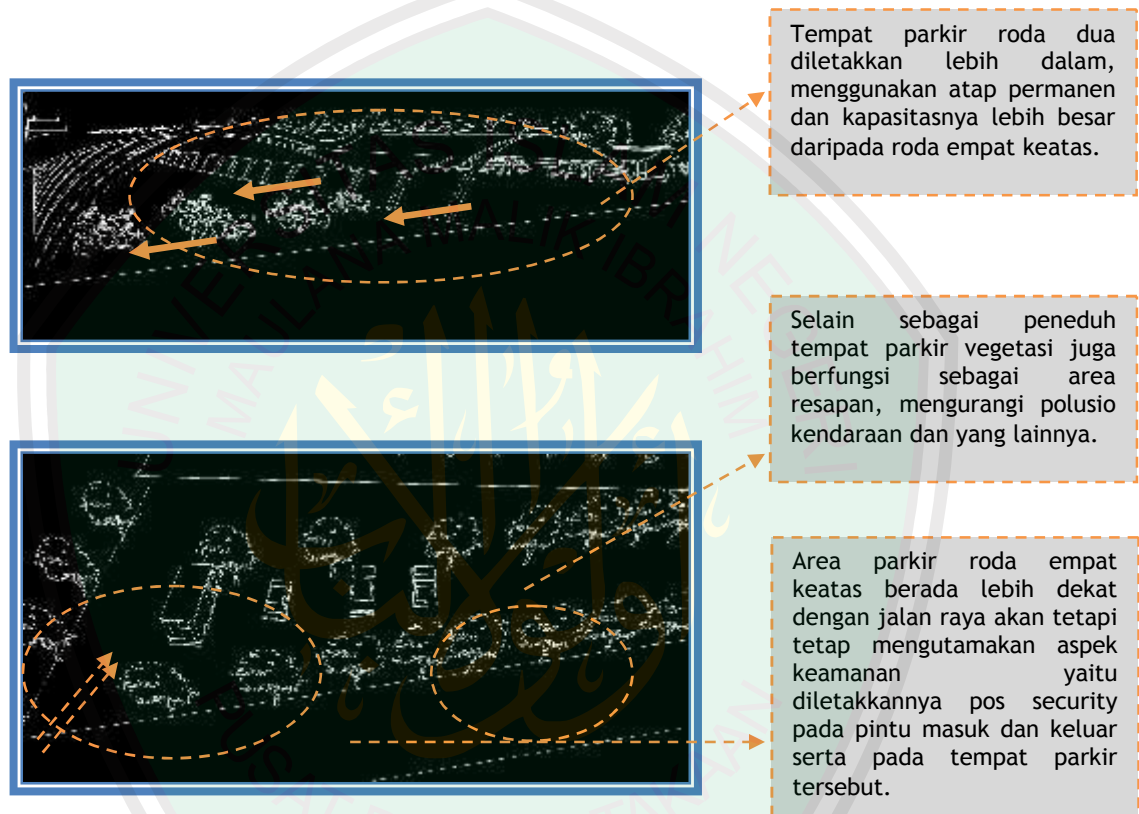 Tempat parkir roda dua
diletakkan lebih dalam,
menggunakan atap permanen
dan kapasitasnya lebih besar
daripada roda empat keatas.
Selain sebagai peneduh
tempat parkir vegetasi juga
berfungsi sebagai area
resapan, mengurangi polusio
kendaraan dan yang lainnya.
Area parkir roda empat
keatas berada lebih dekat
dengan jalan raya akan tetapi
tetap mengutamakan aspek
keamanan yaitu
diletakkannya pos security
pada pintu masuk dan keluar
serta pada tempat parkir
tersebut.
MAULANA MALIK IBRAHIM